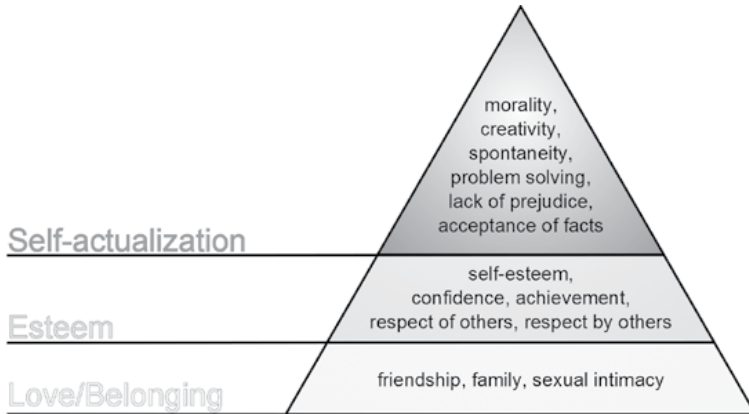 morality,
creativity,
spontaneity,
problem solving,
lack of prejudice,
acceptance of facts
Self-actualization
self-esteem,
confidence, achievement,
respect of others, respect by others
Esteem
friendship, family, sexual intimacy
Love/Belonging